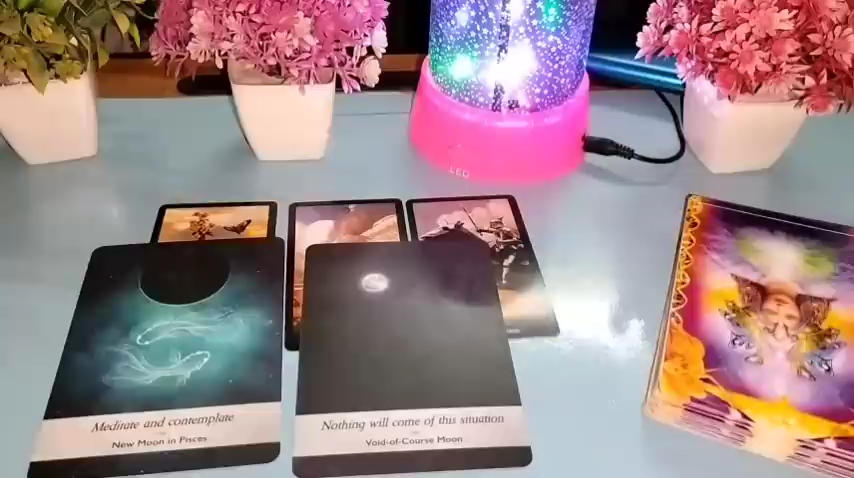 LED
Meditate and contemplate
New Moon in Pisces
Nothing will come of this situation
Void-of-Course Moon